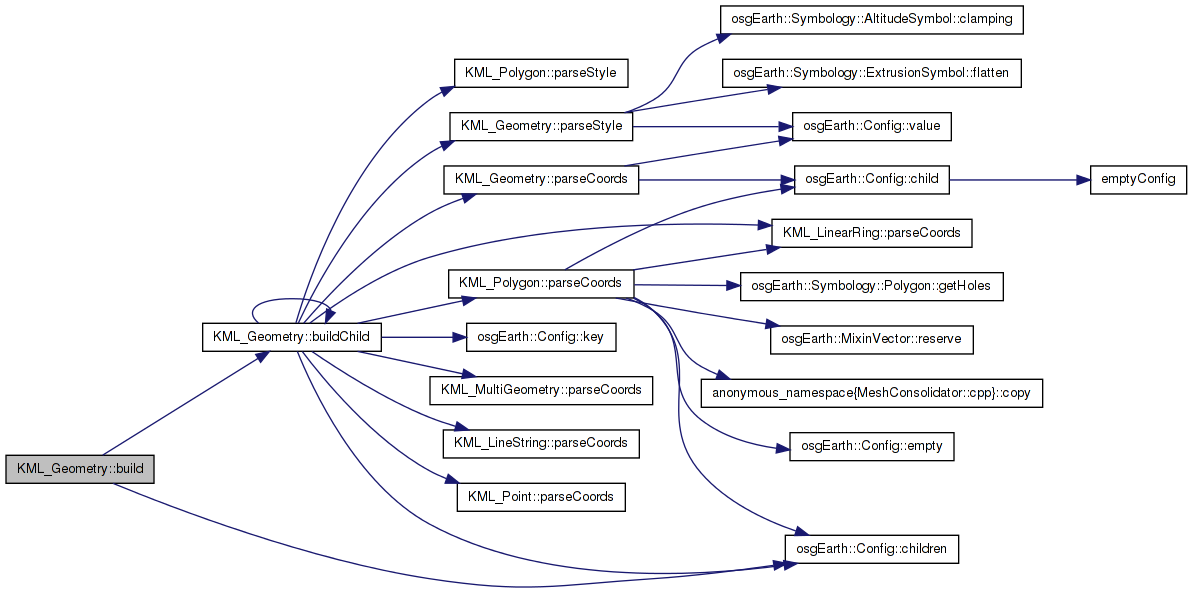 osgEarth::Symbology::AltitudeSymbol::clamping
KML_Polygon::parseStyle
osgEarth::Symbology::ExtrusionSymbol::flatten
KML_Geometry::parseStyle
osgEarth::Config::value
KML_Geometry::parseCoords
osgEarth::Config::child
emptyConfig
KML_LinearRing::parseCoords
KML_Polygon::parseCoords
osgEarth::Symbology::Polygon::getHoles
KML_Geometry::buildChild
osgEarth::Config::key
osgEarth::MixinVector::reserve
KML_MultiGeometry::parseCoords
anonymous_namespace{MeshConsolidator::cpp}::copy
KML_LineString::parseCoords
osgEarth::Config::empty
KML_Geometry::build
KML_Point::parseCoords
osgEarth::Config::children